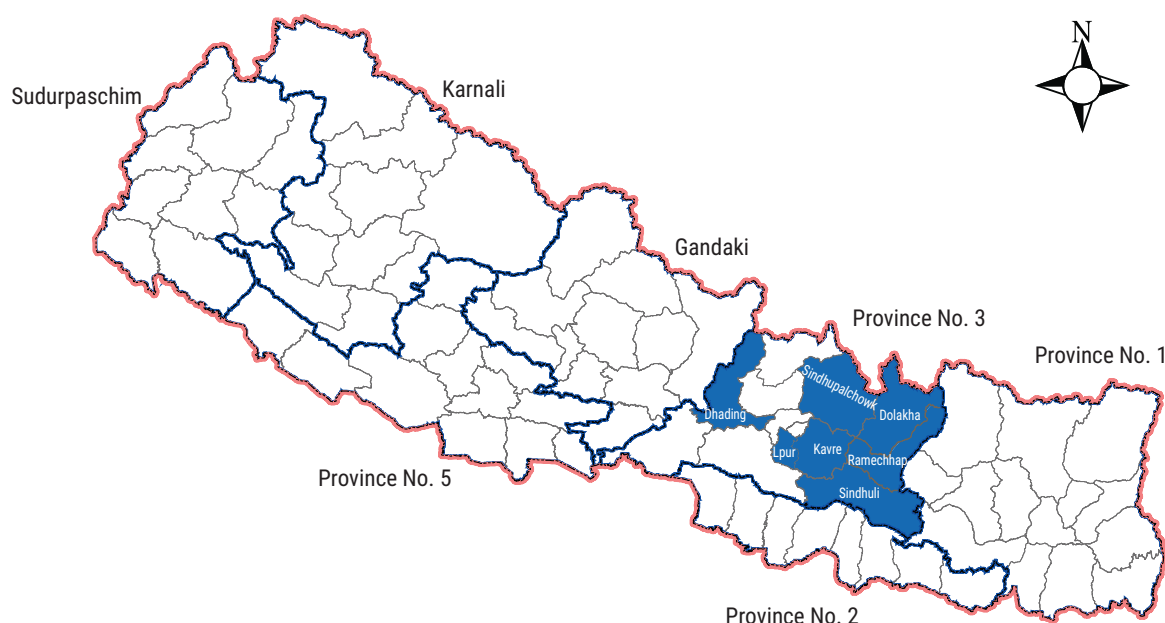 N
Sudurpaschim
Karnali
Gandaki
Province No. 3
Province No. 1
Sindhupalchowk
Dhading
Dolakha
Lpur
Kavre
Ramechhap
Province No. 5
Sindhuli
Province No. 2